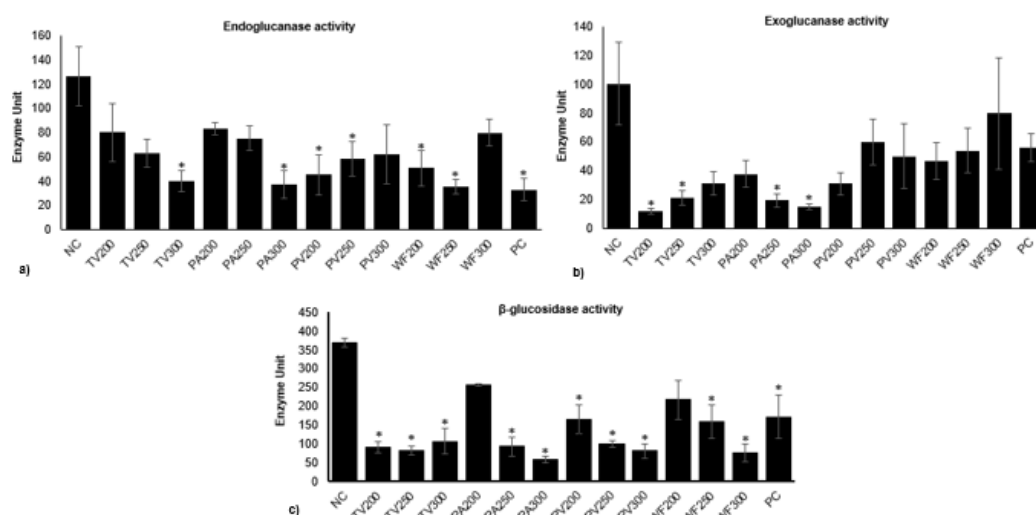 Endoglucanase activity
Enzyme Unit
160
140
120
100
80
60
40
20
0
NC
TV200
TV250
TV300
PA200
PA250
PA300
PV200
PV250
PV300
WF200
WF250
WF300
PC
* * * * * * *
a)
Exoglucanase activity
Enzyme Unit
140
120
100
80
60
40
20
0
NC
TV200
TV250
TV300
PA200
PA250
PA300
PV200
PV250
PV300
WF200
WF250
WF300
PC
* * * *
b)
β-glucosidase activity
Enzyme Unit
450
400
350
300
250
200
150
100
50
0
NC
TV200
TV250
TV300
PA200
PA250
PA300
PV200
PV250
PV300
WF200
WF250
WF300
PC
* * * * * * * * * * *
c)